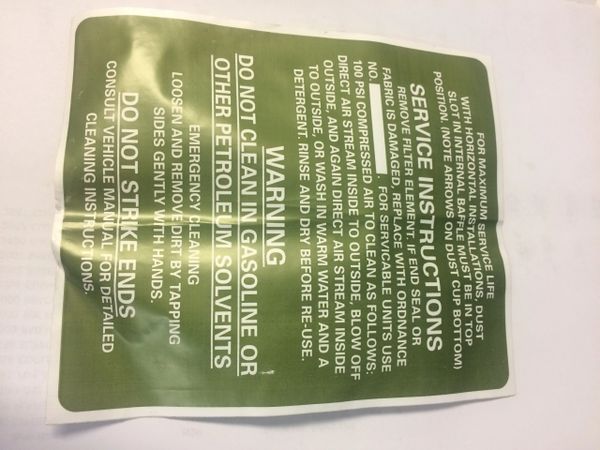 FOR MAXIMUM SERVICE LIFE
WITH HORIZONTAL INSTALLATIONS, DUST
SLOT IN INTERNAL BAFFLE MUST BE IN TOP
POSITION. (NOTE ARROWS ON DUST CUP BOTTOM)
SERVICE INSTRUCTIONS
REMOVE FILTER ELEMENT. IF END SEAL OR
FABRIC IS DAMAGED, REPLACE WITH ORDNANCE
NO. . FOR SERVICABLE UNITS USE
100 PSI COMPRESSED AIR TO CLEAN AS FOLLOWS:
DIRECT AIR STREAM INSIDE TO OUTSIDE, BLOW OFF
OUTSIDE, AND AGAIN DIRECT AIR STREAM INSIDE
TO OUTSIDE, OR WASH IN WARM WATER AND A
DETERGENT. RINSE AND DRY BEFORE RE-USE.
WARNING
DO NOT CLEAN IN GASOLINE OR
OTHER PETROLEUM SOLVENTS
EMERGENCY CLEANING
LOOSEN AND REMOVE DIRT BY TAPPING
SIDES GENTLY WITH HANDS.
DO NOT STRIKE ENDS
CONSULT VEHICLE MANUAL FOR DETAILED
CLEANING INSTRUCTIONS.